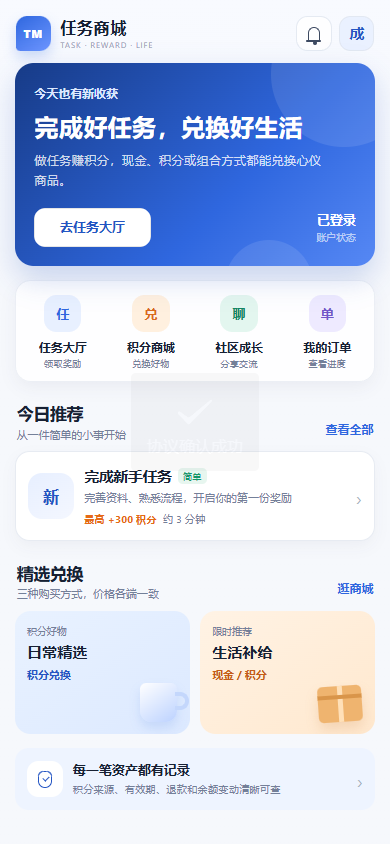 TM
任务商城
TASK · REWARD · LIFE
成
今天也有新收获
完成好任务，兑换好生活
做任务赚积分，现金、积分或组合方式都能兑换心仪
商品。
去任务大厅
已登录
账户状态
任
兑
聊
单
任务大厅
积分商城
社区成长
我的订单
领取奖励
兑换好物
分享交流
查看进度
今日推荐
从一件简单的小事开始
查看全部
协议确认成功
新
完成新手任务
简单
完善资料、熟悉流程，开启你的第一份奖励
最高 +300 积分
约 3 分钟
精选兑换
三种购买方式，价格各端一致
逛商城
积分好物
日常精选
积分兑换
限时推荐
生活补给
现金 / 积分
每一笔资产都有记录
积分来源、有效期、退款和余额变动清晰可查